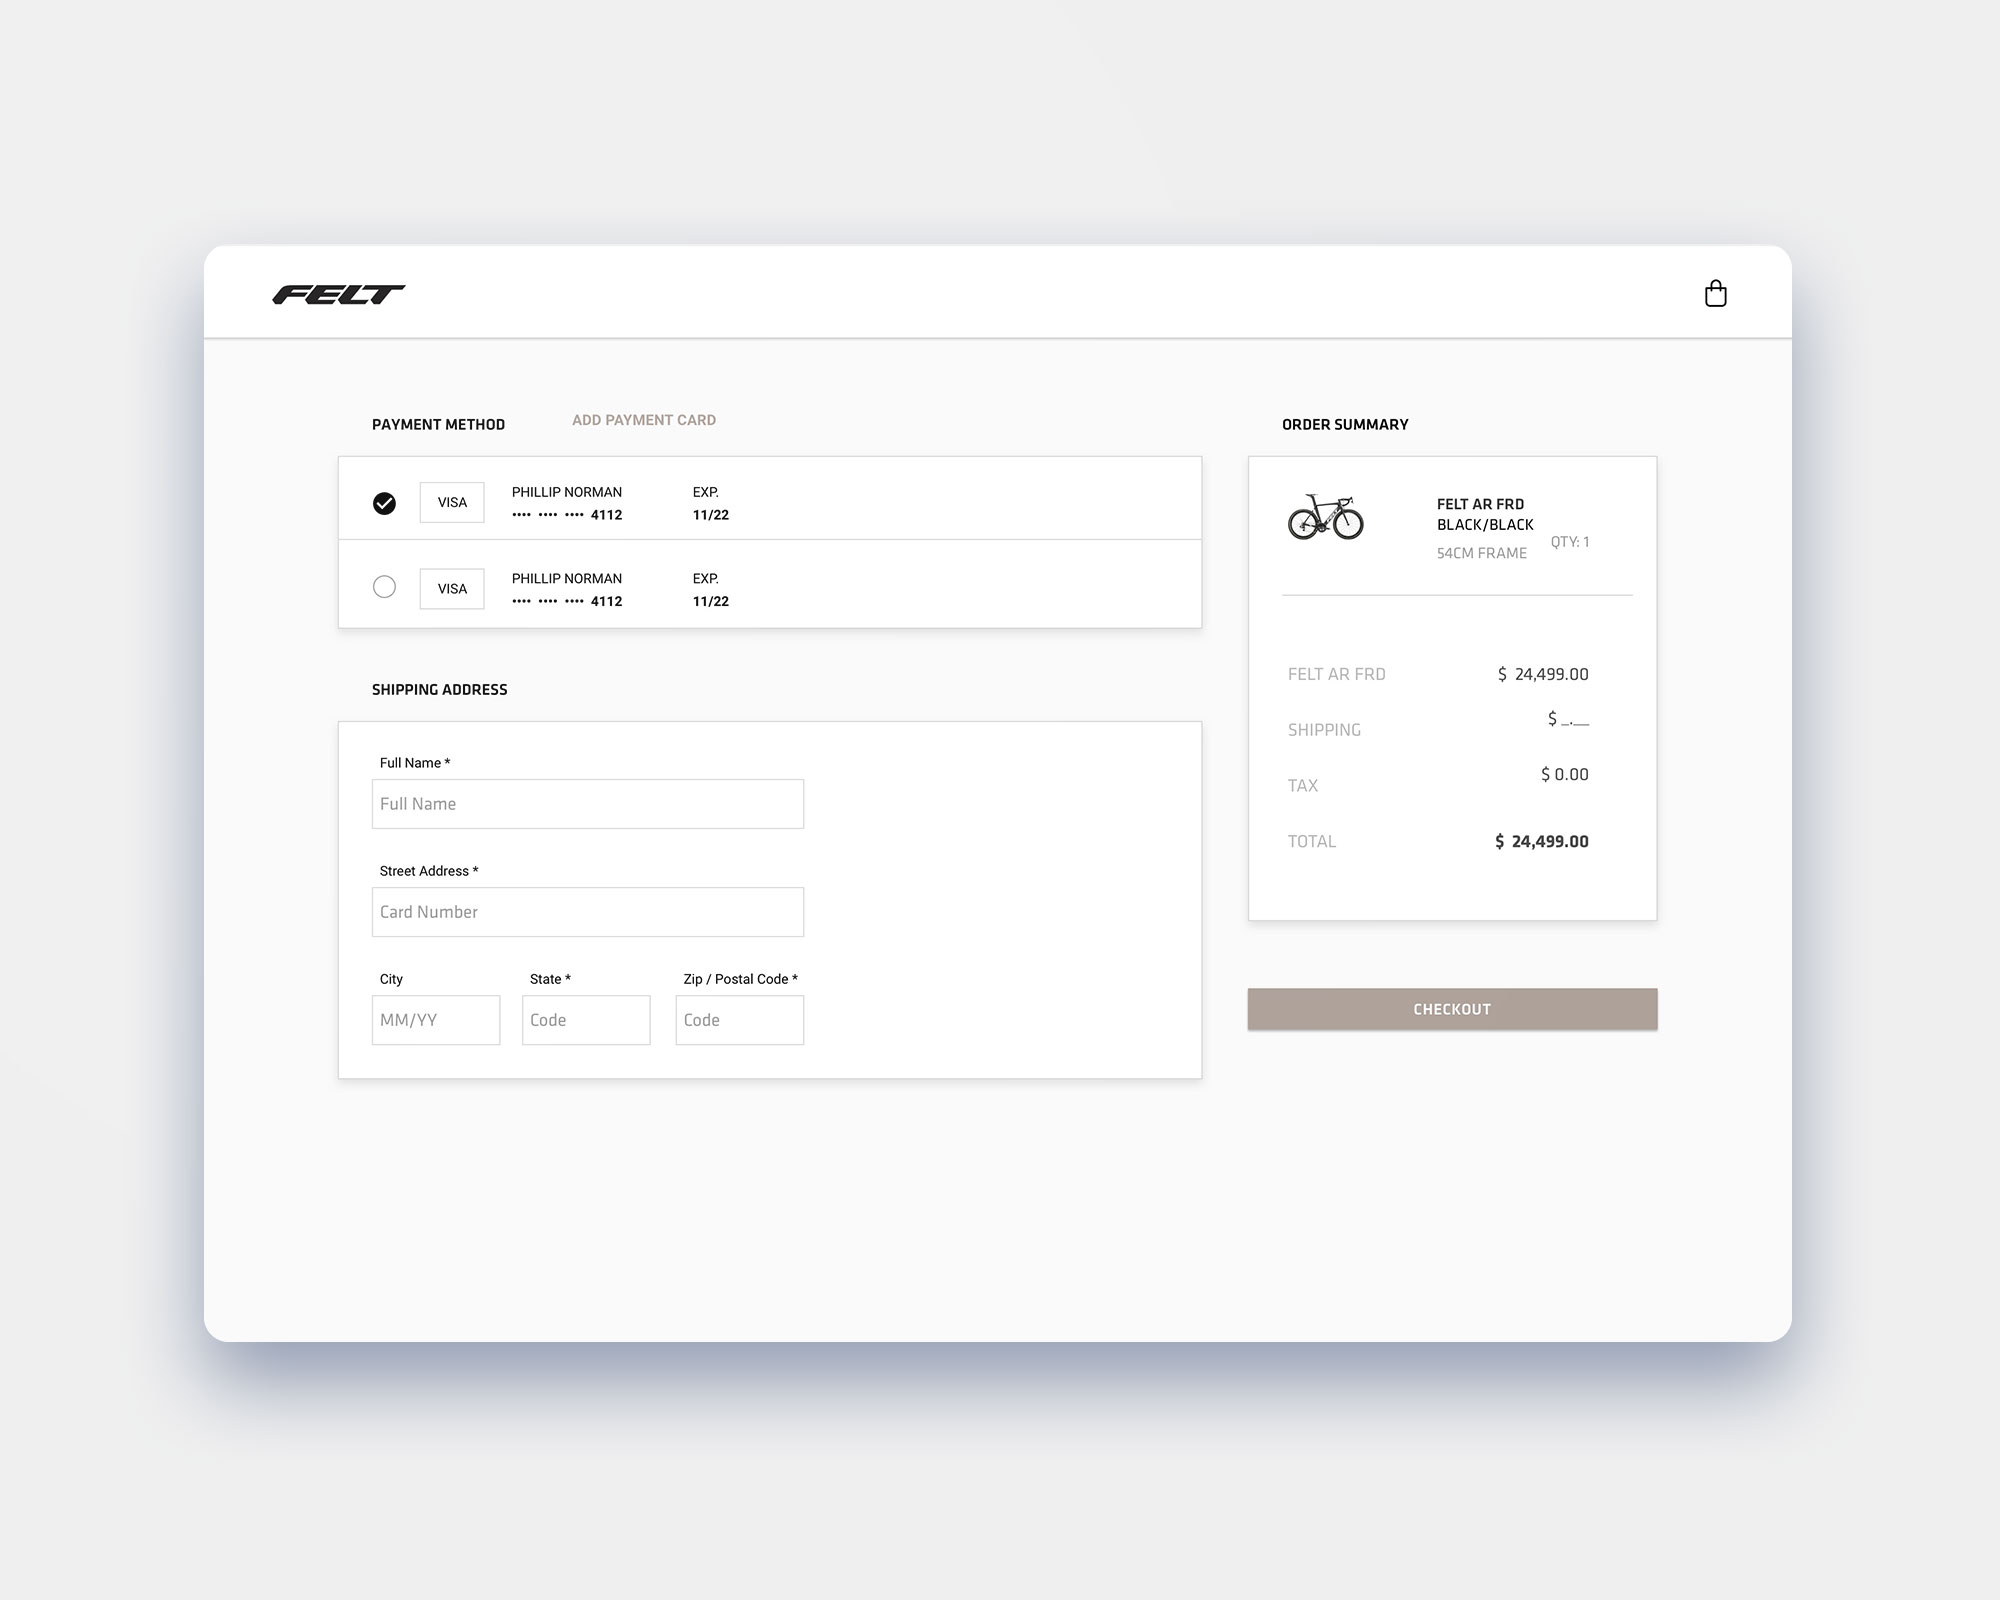 FELT
PAYMENT METHOD
ADD PAYMENT CARD
VISA
PHILLIP NORMAN
•••• •••• •••• 4112
EXP.
11/22
VISA
PHILLIP NORMAN
•••• •••• •••• 4112
EXP.
11/22
SHIPPING ADDRESS
Full Name *
Full Name
Street Address *
Card Number
City
State *
Zip / Postal Code *
MM/YY
Code
Code
ORDER SUMMARY
FELT AR FRD
BLACK/BLACK
54CM FRAME
QTY: 1
FELT AR FRD $ 24,499.00
SHIPPING $ _.__
TAX $ 0.00
TOTAL $ 24,499.00
CHECKOUT